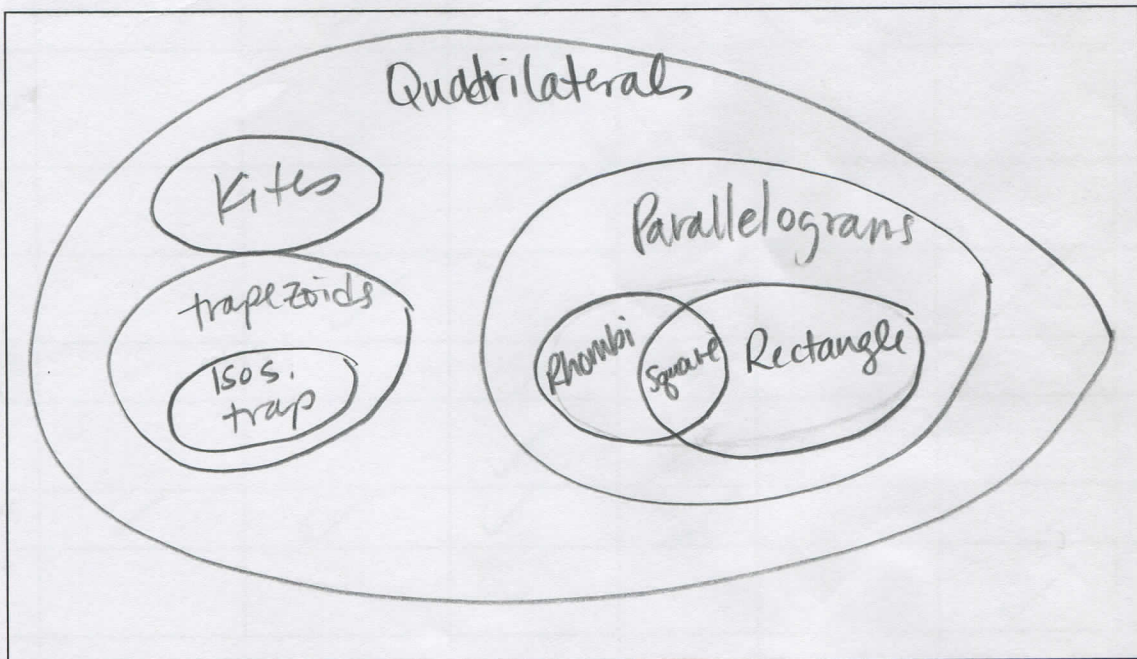 Quadrilaterals
Kites
Parallelograms
trapezoids
Isos.
trap
Rhombi
Square
Rectangle